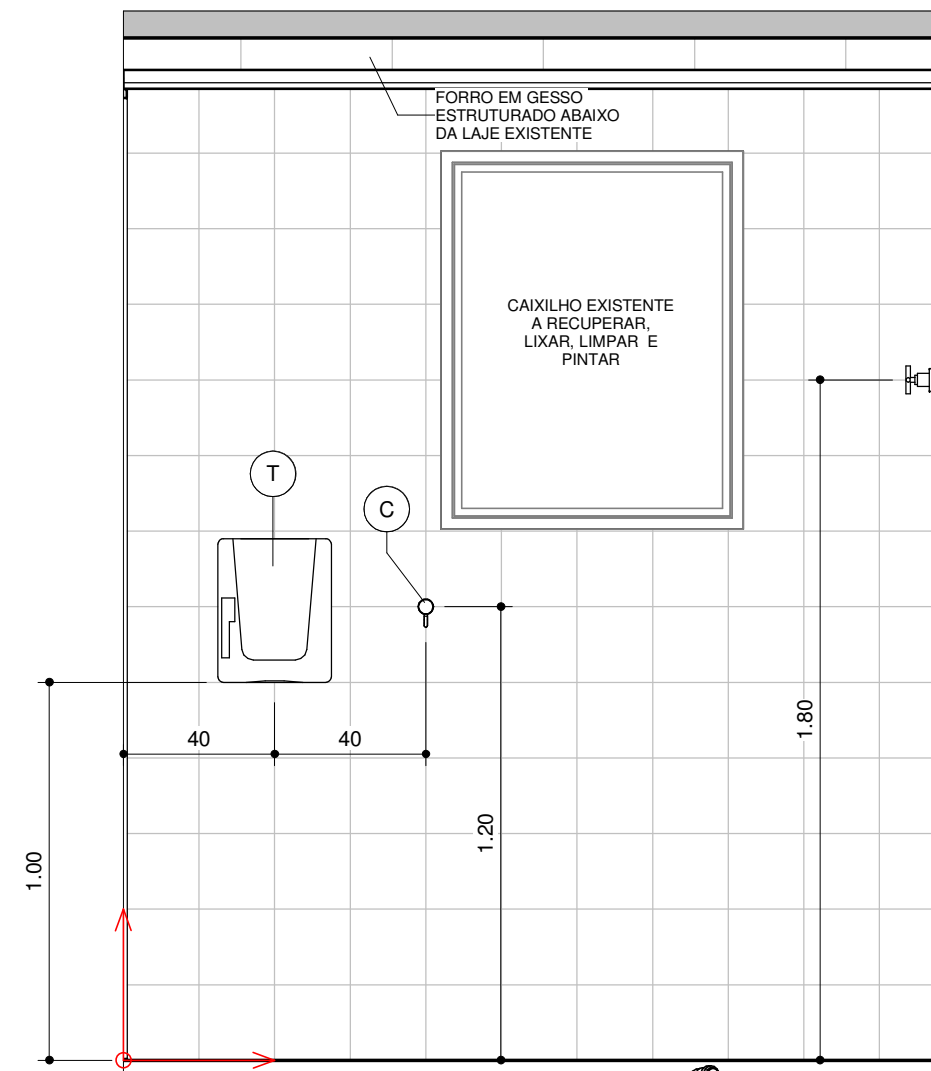 FORRO EM GESSO
ESTRUTURADO ABAIXO
DA LAJE EXISTENTE
CAIXILHO EXISTENTE
A RECUPERAR,
LIXAR, LIMPAR E
PINTAR
T
C
1.80
40
40
1.20
1.00